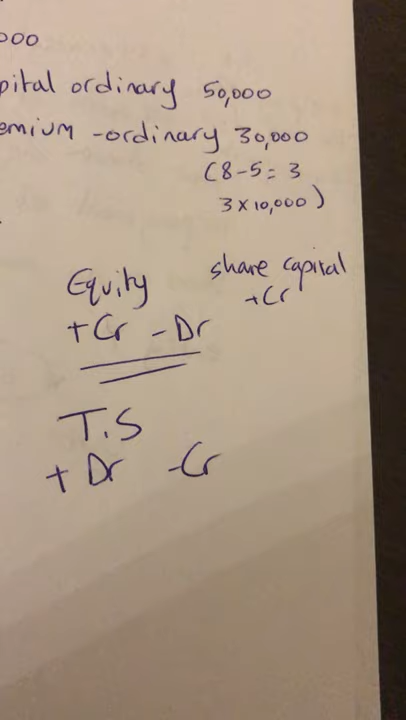 000
pital ordinary 50,000
emium - ordinary 30,000
(8-5 = 3
3 x 10,000)
Equity share capital
+Cr
+Cr - Dr
T.S
+ Dr -Cr